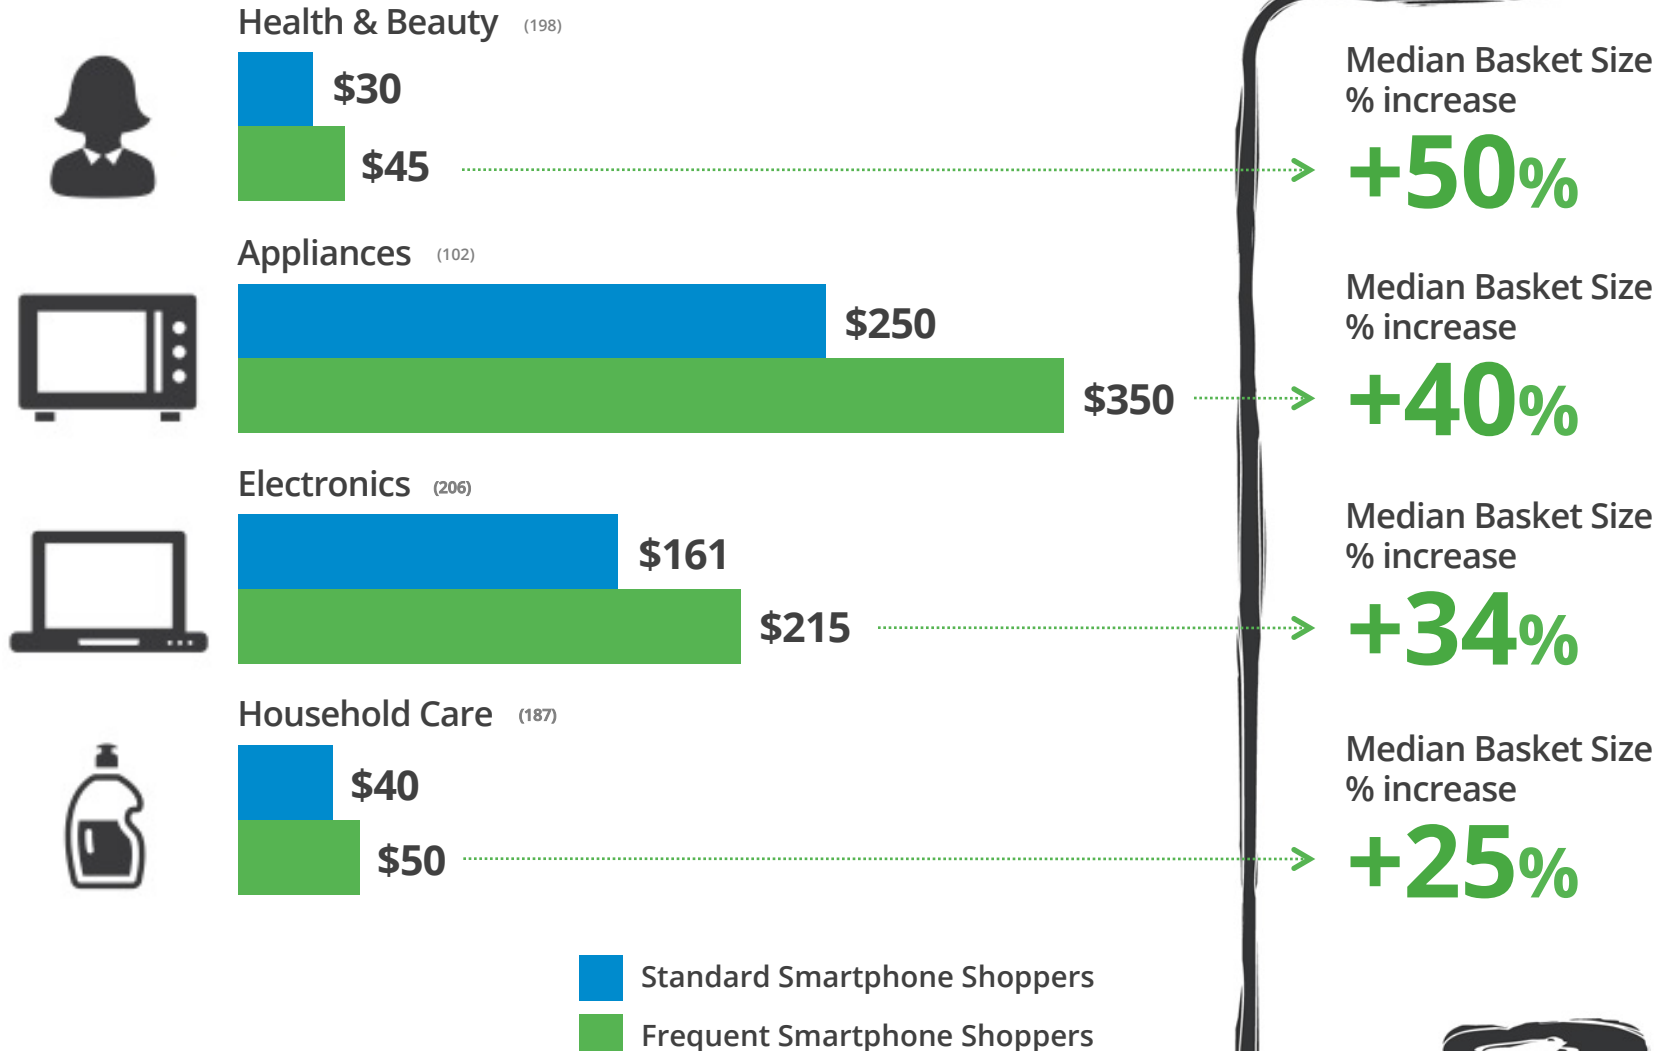 Health & Beauty (198)
$30
$45
Median Basket Size
% increase
+50%
Appliances (102)
$250
$350
Median Basket Size
% increase
+40%
Electronics (206)
$161
$215
Median Basket Size
% increase
+34%
Household Care (187)
$40
$50
Median Basket Size
% increase
+25%
Standard Smartphone Shoppers
Frequent Smartphone Shoppers